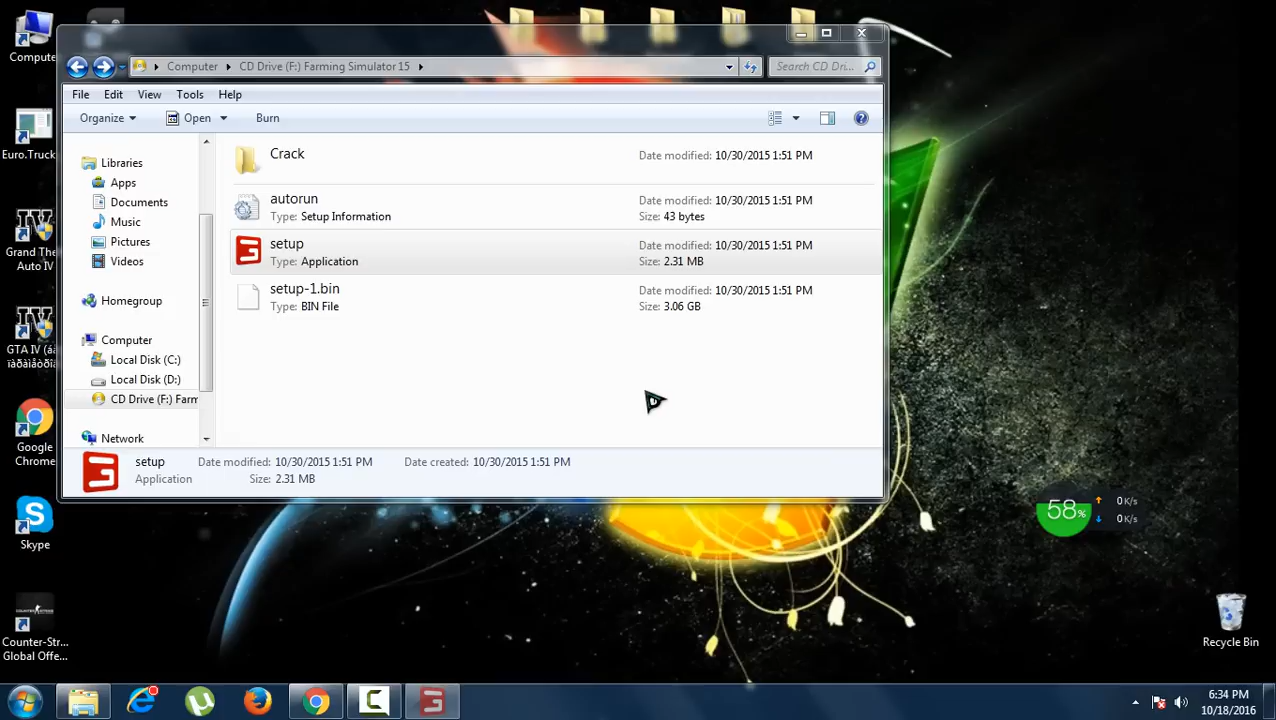 Compute
Euro.Truck
Grand The
Auto IV
GTA IV (áá
ïàðàìåòðî
Google
Chrome
Skype
Counter-Str...
Global Offe...
Computer
CD Drive (F:) Farming Simulator 15
Search CD Dri...
File
Edit
View
Tools
Help
Organize
Open
Burn
Libraries
Apps
Documents
Music
Pictures
Videos
Homegroup
Computer
Local Disk (C:)
Local Disk (D:)
CD Drive (F:) Farm
Network
Crack
Date modified: 10/30/2015 1:51 PM
autorun
Date modified: 10/30/2015 1:51 PM
Type: Setup Information
Size: 43 bytes
setup
Date modified: 10/30/2015 1:51 PM
Type: Application
Size: 2.31 MB
setup-1.bin
Date modified: 10/30/2015 1:51 PM
Type: BIN File
Size: 3.06 GB
setup
Date modified: 10/30/2015 1:51 PM
Date created: 10/30/2015 1:51 PM
Application
Size: 2.31 MB
58%
0 K/s
0 K/s
Recycle Bin
6:34 PM
10/18/2016